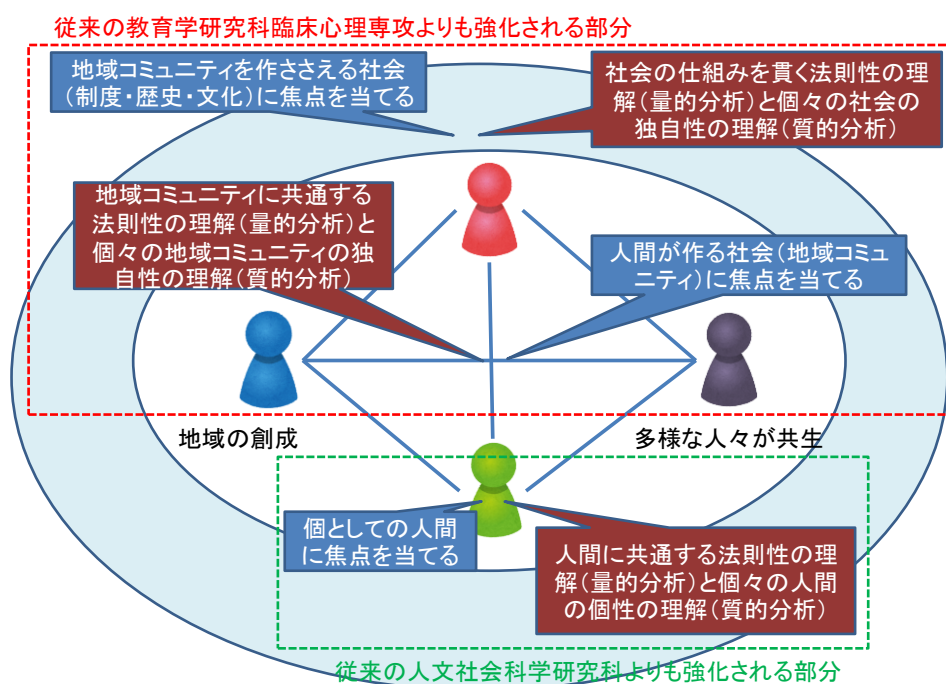 従来の教育学研究科臨床心理専攻よりも強化される部分
地域コミュニティを作ささえる社会
(制度・歴史・文化)に焦点を当てる
社会の仕組みを貫く法則性の理
解(量的分析)と個々の社会の
独自性の理解(質的分析)
地域コミュニティに共通する
法則性の理解(量的分析)と
個々の地域コミュニティの独
自性の理解(質的分析)
人間が作る社会(地域コミュ
ニティ)に焦点を当てる
地域の創成
多様な人々が共生
個としての人間
に焦点を当てる
人間に共通する法則性の理
解(量的分析)と個々の人間
の個性の理解(質的分析)
従来の人文社会科学研究科よりも強化される部分